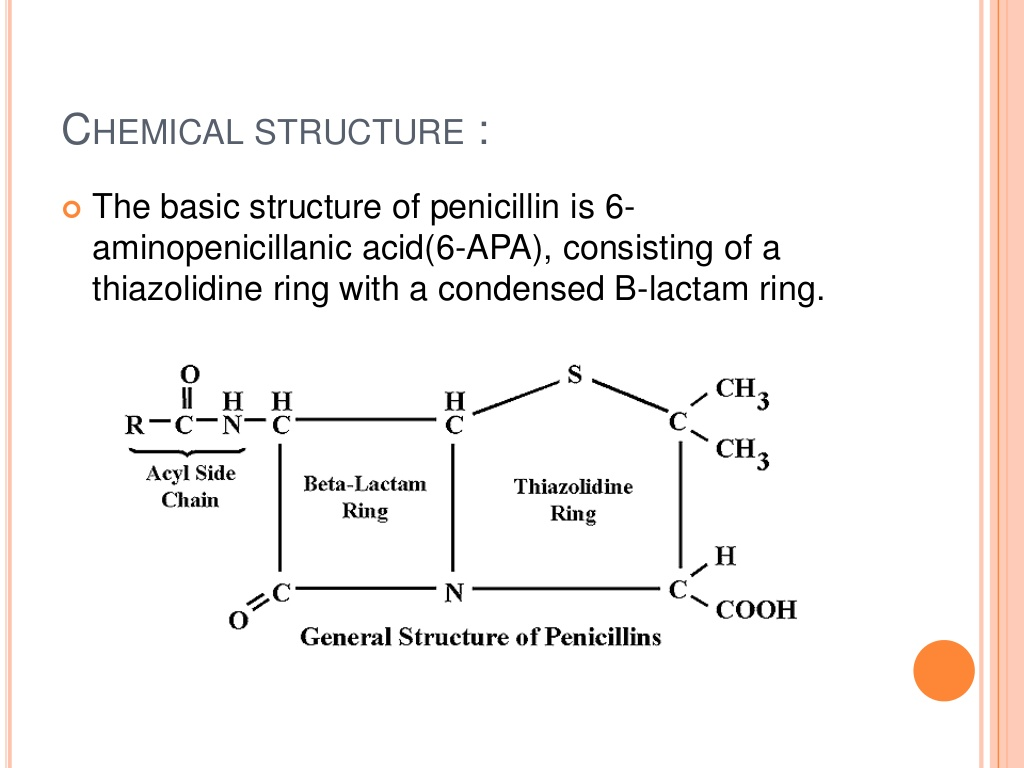 CHEMICAL STRUCTURE :
The basic structure of penicillin is 6-
aminopenicillanic acid(6-APA), consisting of a
thiazolidine ring with a condensed B-lactam ring.
O
S
CH3
H H H
R C N C C C
CH3
Acyl Side
Chain
Beta-Lactam
Ring
Thiazolidine
Ring
H
C N C
O
COOH
General Structure of Penicillins